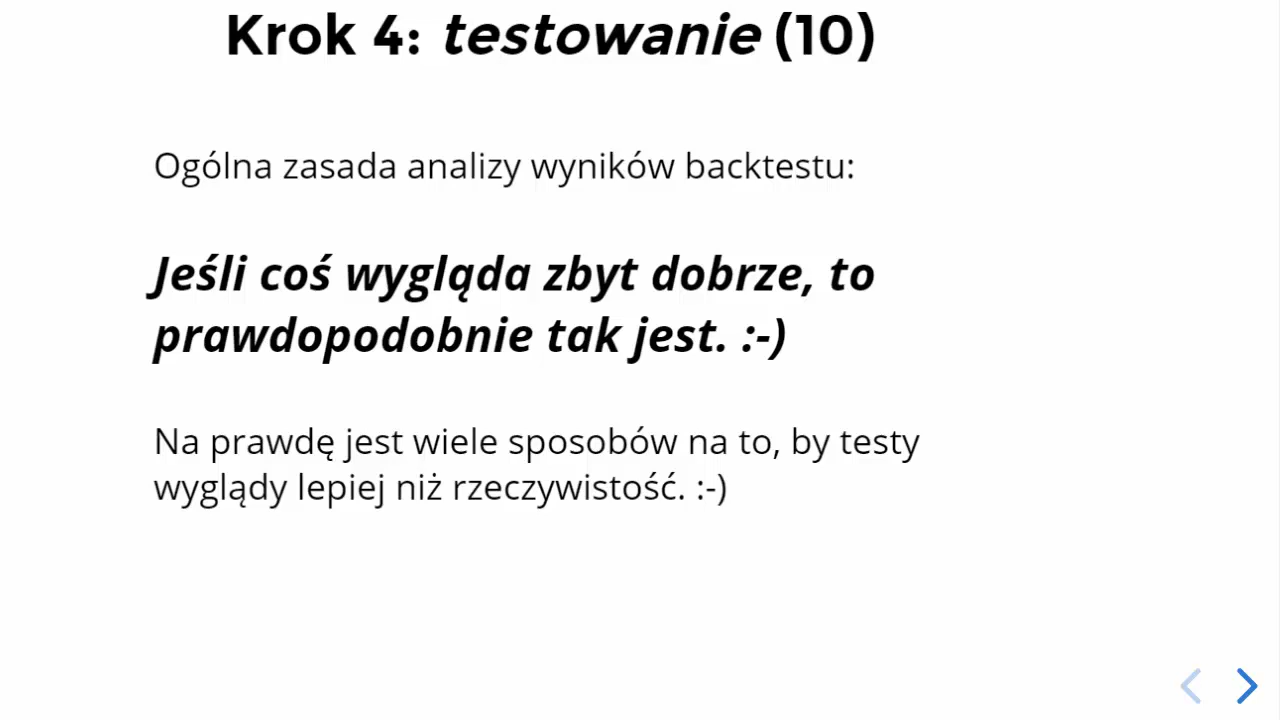 Krok 4: testowanie (10)
Ogólna zasada analizy wyników backtestu:
Jeśli coś wygląda zbyt dobrze, to
prawdopodobnie tak jest. :-)
Na prawdę jest wiele sposobów na to, by testy
wyglądy lepiej niż rzeczywistość. :-)